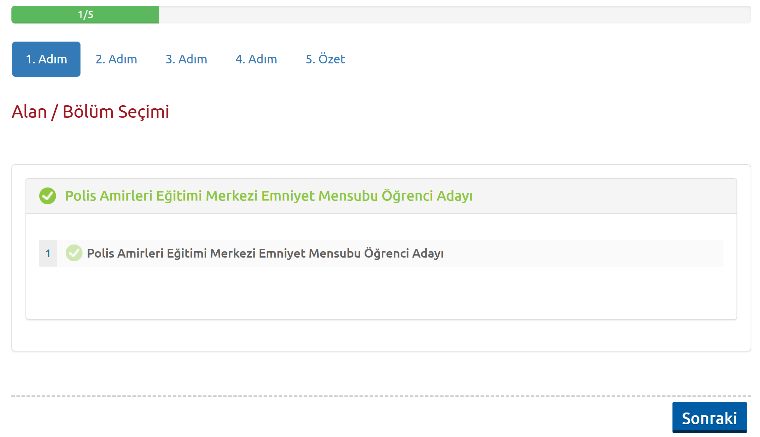 1/5
1. Adım 2. Adım 3. Adım 4. Adım 5. Özet
Alan / Bölüm Seçimi
Polis Amirleri Eğitimi Merkezi Emniyet Mensubu Öğrenci Adayı
1 Polis Amirleri Eğitimi Merkezi Emniyet Mensubu Öğrenci Adayı
Sonraki